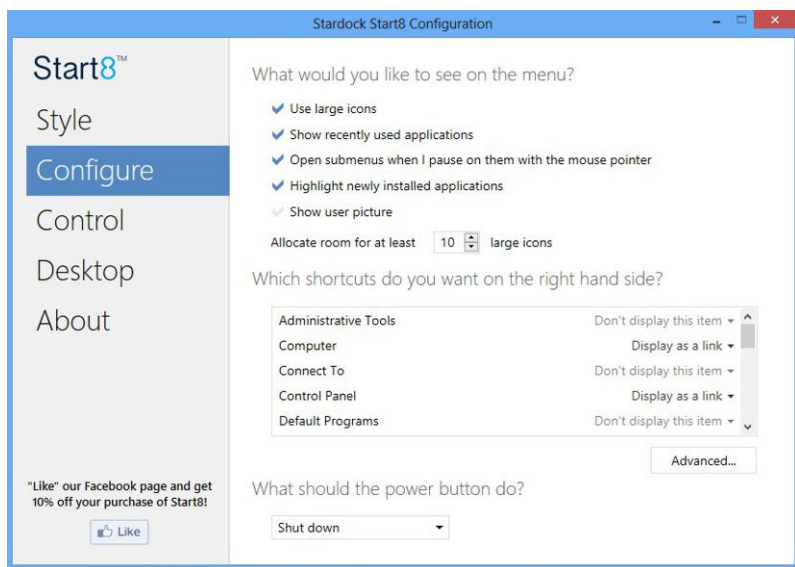 Stardock Start8 Configuration
Start8™
Style
Configure
Control
Desktop
About
"Like" our Facebook page and get
10% off your purchase of Start8!
Like
What would you like to see on the menu?
Use large icons
Show recently used applications
Open submenus when I pause on them with the mouse pointer
Highlight newly installed applications
Show user picture
Allocate room for at least 10 large icons
Which shortcuts do you want on the right hand side?
Administrative Tools Don't display this item
Computer Display as a link
Connect To Don't display this item
Control Panel Display as a link
Default Programs Don't display this item
Advanced...
What should the power button do?
Shut down